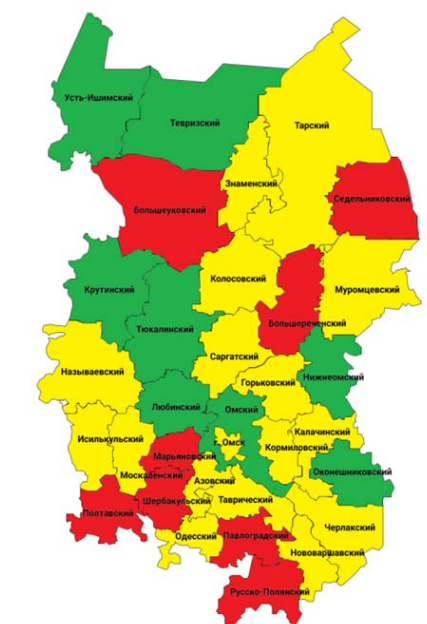 Усть-Ишимский
Тевризский
Тарский
Знаменский
Седельниковский
Большеуковский
Колосовский
Крутинский
Муромцевский
Большереченский
Тюкалинский
Саргатский
Называевский
Горьковский
Нижнеомский
Любинский
Омский
Калачинский
Исилькульский
г. Омск
Кормиловский
Марьяновский
Оконешниковский
Москаленский
Азовский
Шербакульский
Таврический
Полтавский
Черлакский
Одесский
Павлоградский
Нововаршавский
Русско-Полянский